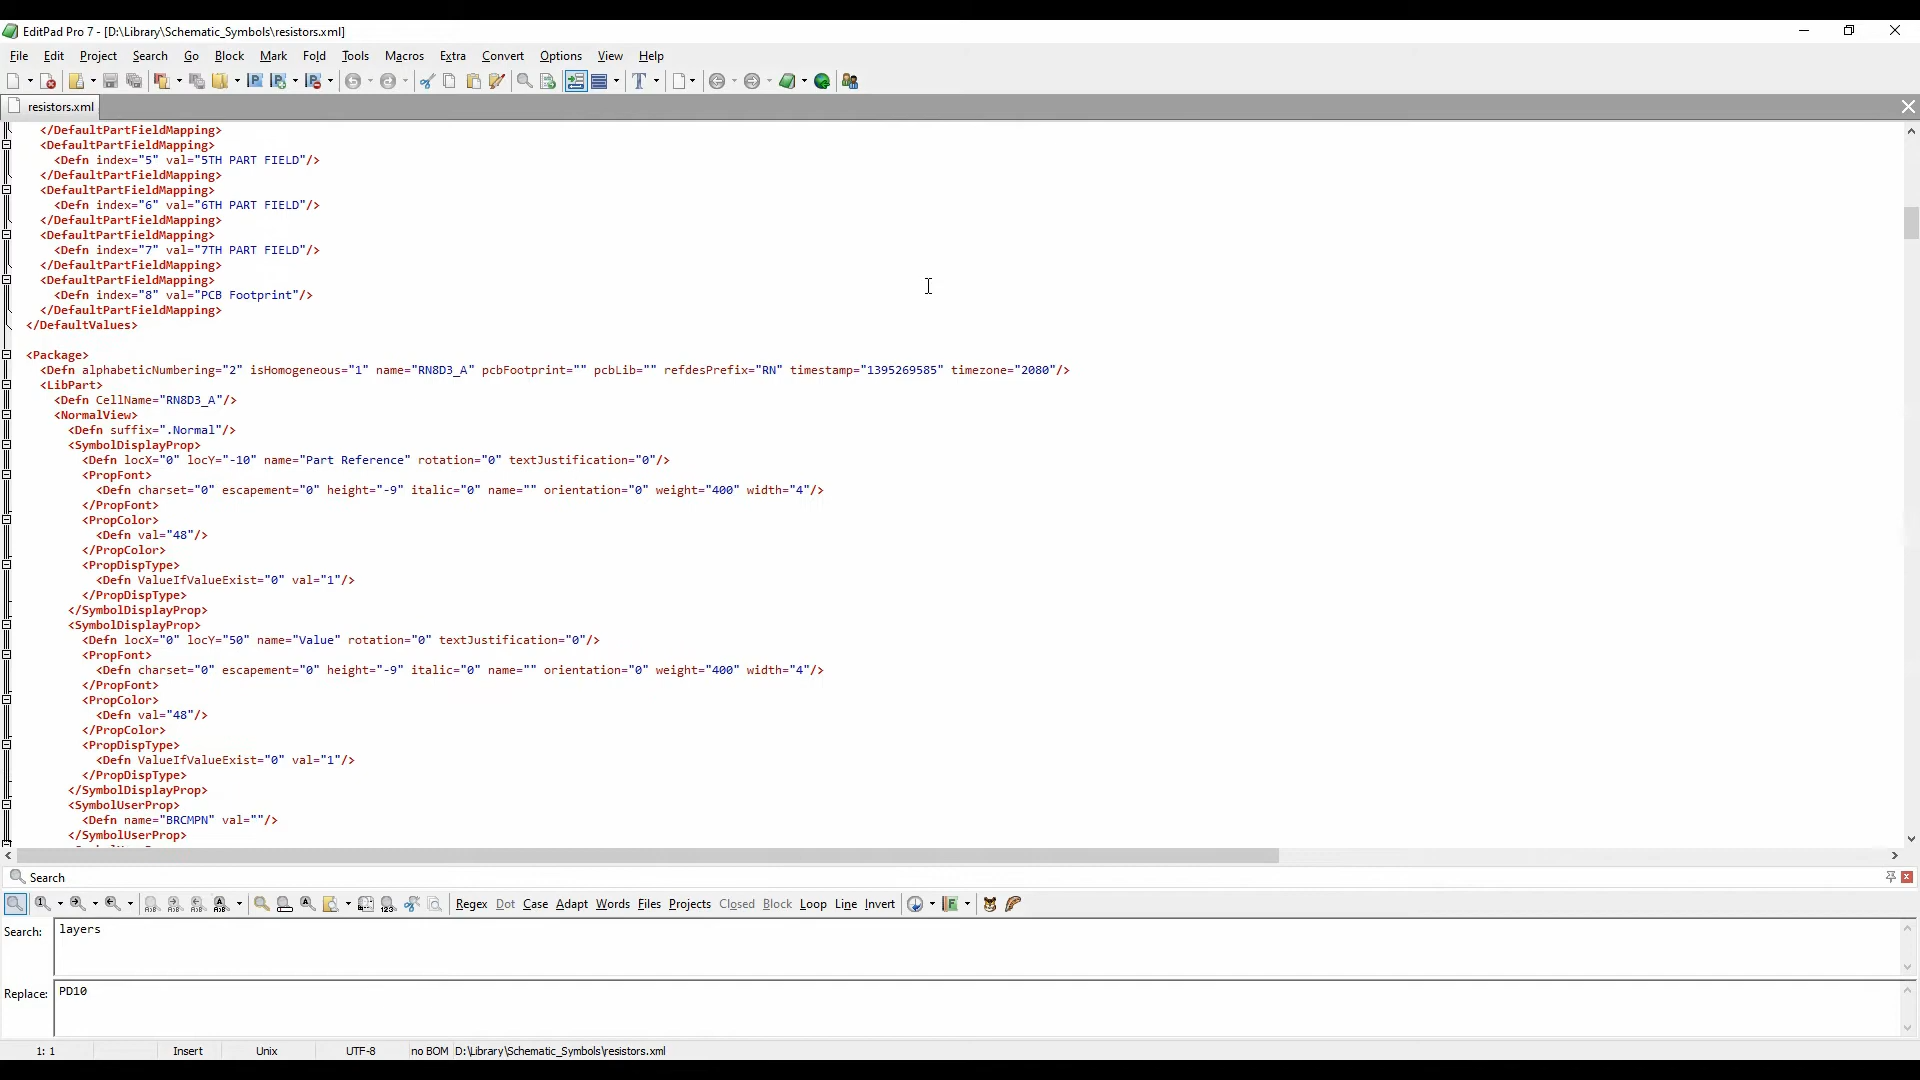 EditPad Pro 7 - [D:\Library\Schematic_Symbols\resistors.xml]
File Edit Project Search Go Block Mark Fold Tools Macros Extra Convert Options View Help
resistors.xml
</DefaultPartFieldMapping>
<DefaultPartFieldMapping>
<Defn index="5" val="5TH PART FIELD"/>
</DefaultPartFieldMapping>
<DefaultPartFieldMapping>
<Defn index="6" val="6TH PART FIELD"/>
</DefaultPartFieldMapping>
<DefaultPartFieldMapping>
<Defn index="7" val="7TH PART FIELD"/>
</DefaultPartFieldMapping>
<DefaultPartFieldMapping>
<Defn index="8" val="PCB Footprint"/>
</DefaultPartFieldMapping>
</DefaultValues>
<Package>
<Defn alphabeticNumbering="2" isHomogeneous="1" name="RN8D3_A" pcbFootprint="" pcbLib="" refdesPrefix="RN" timestamp="1395269585" timezone="2080"/>
<LibPart>
<Defn CellName="RN8D3_A"/>
<NormalView>
<Defn suffix=".Normal"/>
<SymbolDisplayProp>
<Defn locX="0" locY="-10" name="Part Reference" rotation="0" textJustification="0"/>
<PropFont>
<Defn charset="0" escapement="0" height="-9" italic="0" name="" orientation="0" weight="400" width="4"/>
</PropFont>
<PropColor>
<Defn val="48"/>
</PropColor>
<PropDispType>
<Defn ValueIfValueExist="0" val="1"/>
</PropDispType>
</SymbolDisplayProp>
<SymbolDisplayProp>
<Defn locX="0" locY="50" name="Value" rotation="0" textJustification="0"/>
<PropFont>
<Defn charset="0" escapement="0" height="-9" italic="0" name="" orientation="0" weight="400" width="4"/>
</PropFont>
<PropColor>
<Defn val="48"/>
</PropColor>
<PropDispType>
<Defn ValueIfValueExist="0" val="1"/>
</PropDispType>
</SymbolDisplayProp>
<SymbolUserProp>
<Defn name="BRCMPN" val=""/>
</SymbolUserProp>
Search
Regex Dot Case Adapt Words Files Projects Closed Block Loop Line Invert
Search: layers
Replace: PD10
1: 1 Insert Unix UTF-8 no BOM D:\Library\Schematic_Symbols\resistors.xml